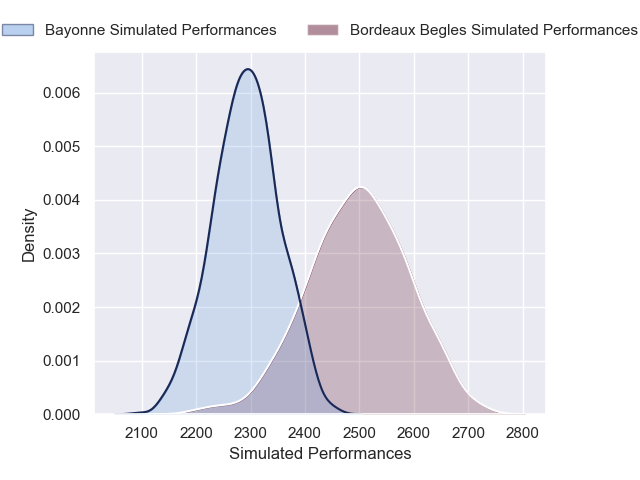 Bayonne Simulated Performances
Bordeaux Begles Simulated Performances
0.006
0.005
0.004
0.003
0.002
0.001
0.000
Density
2100 2200 2300 2400 2500 2600 2700 2800
Simulated Performances